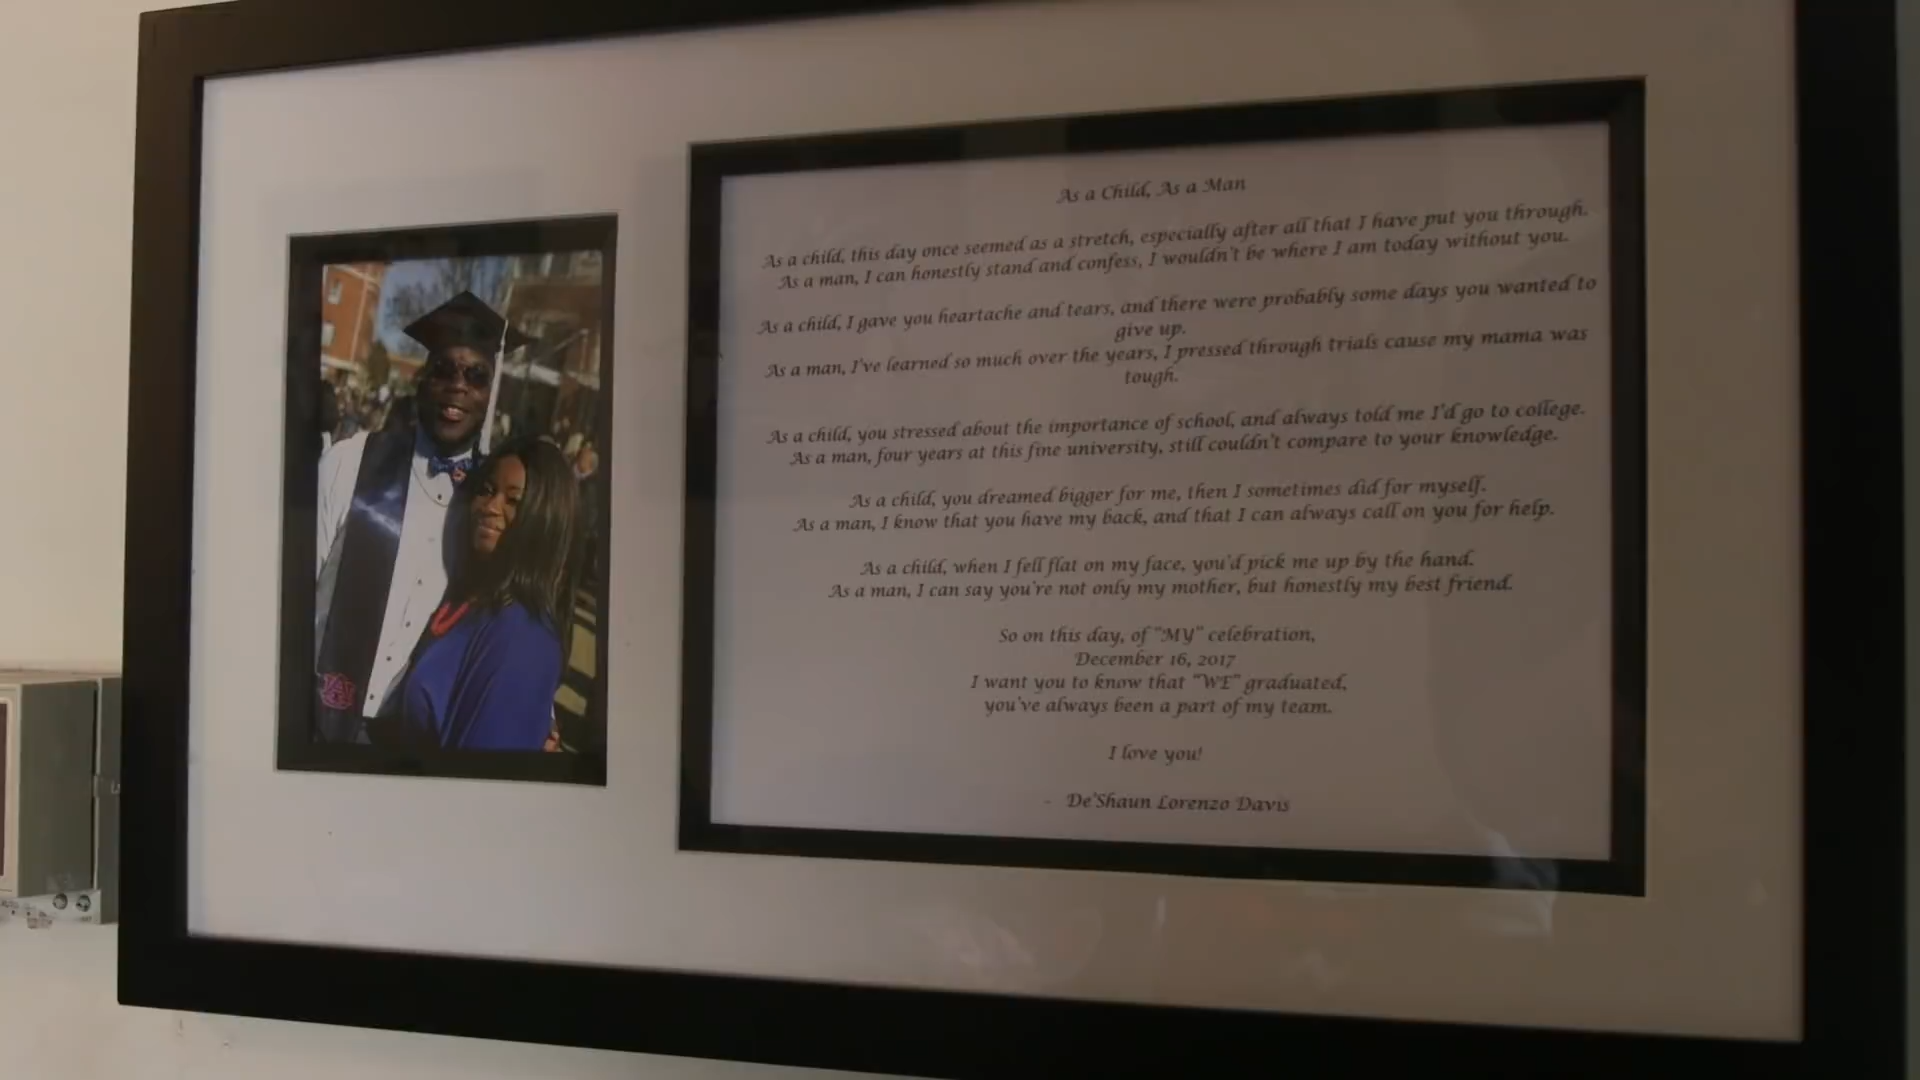 As a Child, As a Man
As a child, this day once seemed as a stretch, especially after all that I have put you through.
As a man, I can honestly stand and confess, I wouldn't be where I am today without you.
As a child, I gave you heartache and tears, and there were probably some days you wanted to
give up.
As a man, I've learned so much over the years, I pressed through trials cause my mama was
tough.
As a child, you stressed about the importance of school, and always told me I'd go to college.
As a man, four years at this fine university, still couldn't compare to your knowledge.
As a child, you dreamed bigger for me, then I sometimes did for myself.
As a man, I know that you have my back, and that I can always call on you for help.
As a child, when I fell flat on my face, you'd pick me up by the hand.
As a man, I can say you're not only my mother, but honestly my best friend.
So on this day, of "MY" celebration,
December 16, 2017
I want you to know that "WE" graduated,
you've always been a part of my team.
I love you!
- De'Shaun Lorenzo Davis